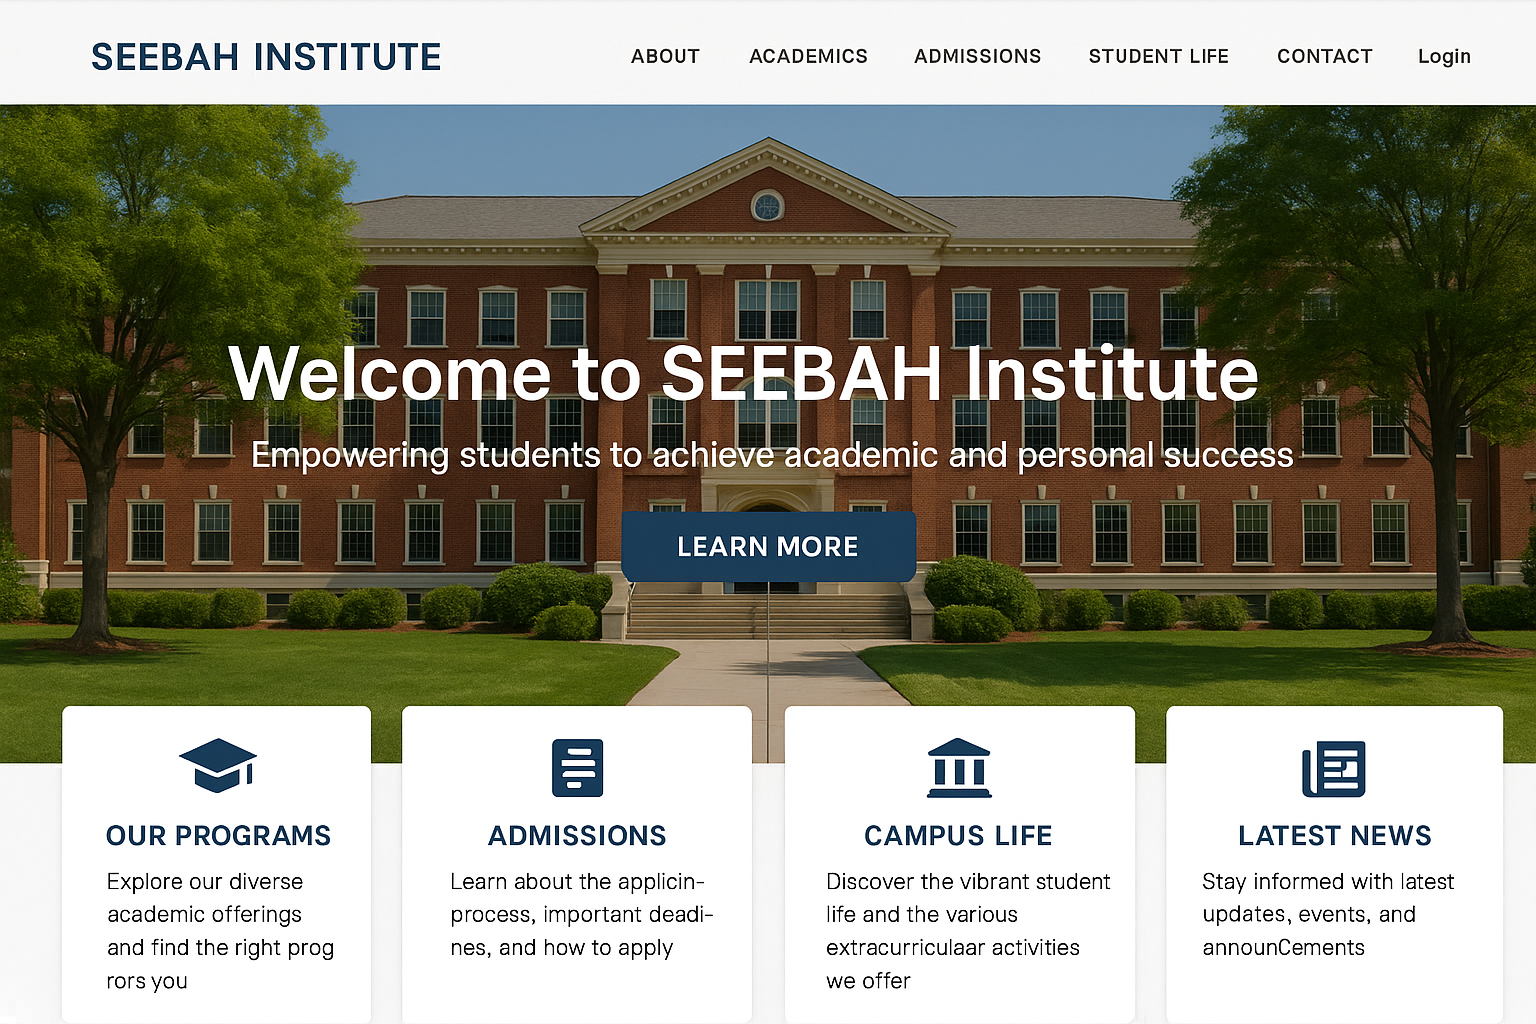 SEEBAH INSTITUTE
ABOUT
ACADEMICS
ADMISSIONS
STUDENT LIFE
CONTACT
Login
Welcome to SEEBAH Institute
Empowering students to achieve academic and personal success
LEARN MORE
OUR PROGRAMS
Explore our diverse
academic offerings
and find the right prog
rors you
ADMISSIONS
Learn about the applicin-
process, important deadi-
nes, and how to apply
CAMPUS LIFE
Discover the vibrant student
life and the various
extracurriculaar activities
we offer
LATEST NEWS
Stay informed with latest
updates, events, and
announCements